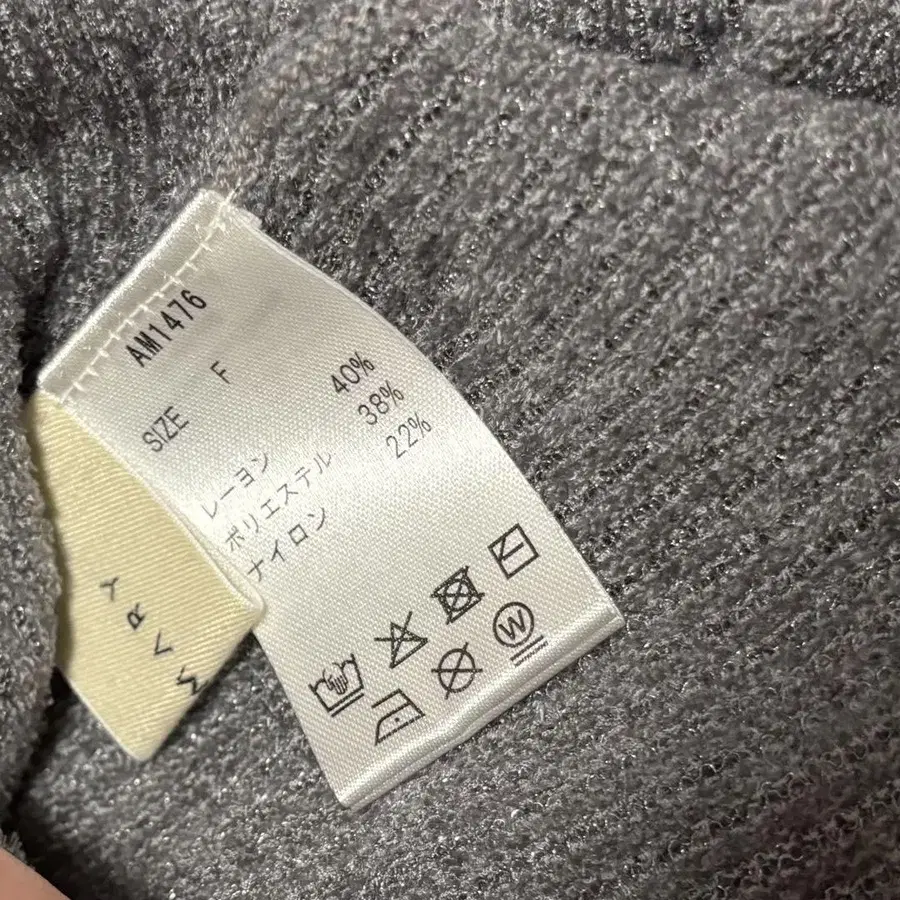 AM1476
SIZE F
レーヨン 40%
ポリエステル 38%
ナイロン 22%
W
MARY